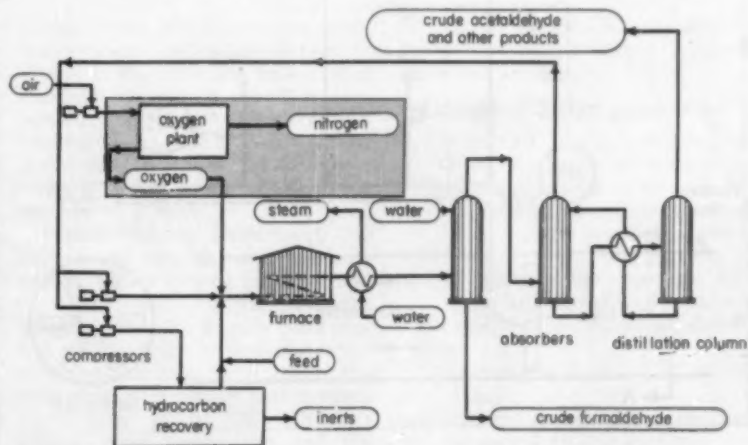 crude acetaldehyde
and other products
air
oxygen
plant
nitrogen
oxygen
steam
water
furnace
water
absorbers
distillation column
compressors
feed
hydrocarbon
recovery
inerts
crude formaldehyde